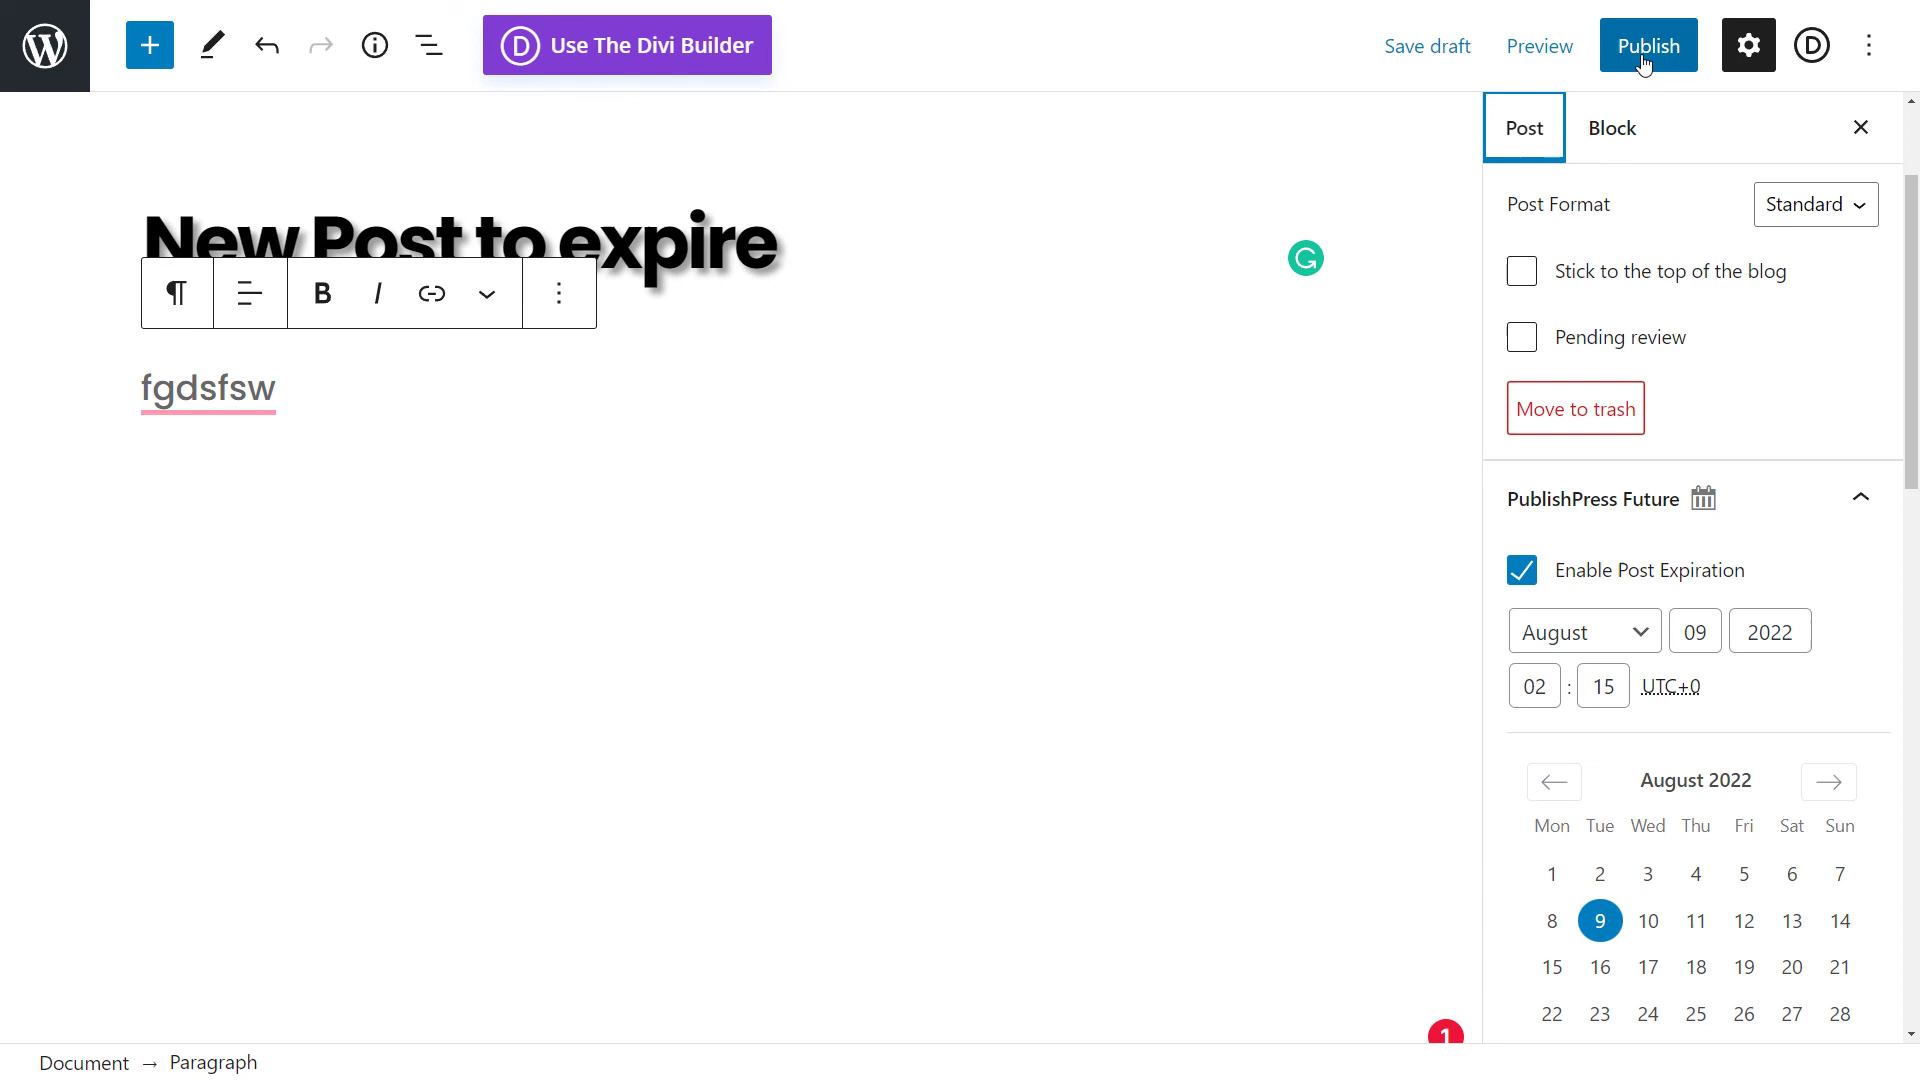 D Use The Divi Builder
Save draft
Preview
Publish
D
Post
Block
New Post to expire
B I
fgdsfsw
Post Format
Standard
Stick to the top of the blog
Pending review
Move to trash
PublishPress Future
Enable Post Expiration
August 09 2022
02 : 15 UTC+0
August 2022
Mon Tue Wed Thu Fri Sat Sun
1 2 3 4 5 6 7
8 9 10 11 12 13 14
15 16 17 18 19 20 21
22 23 24 25 26 27 28
1
Document → Paragraph